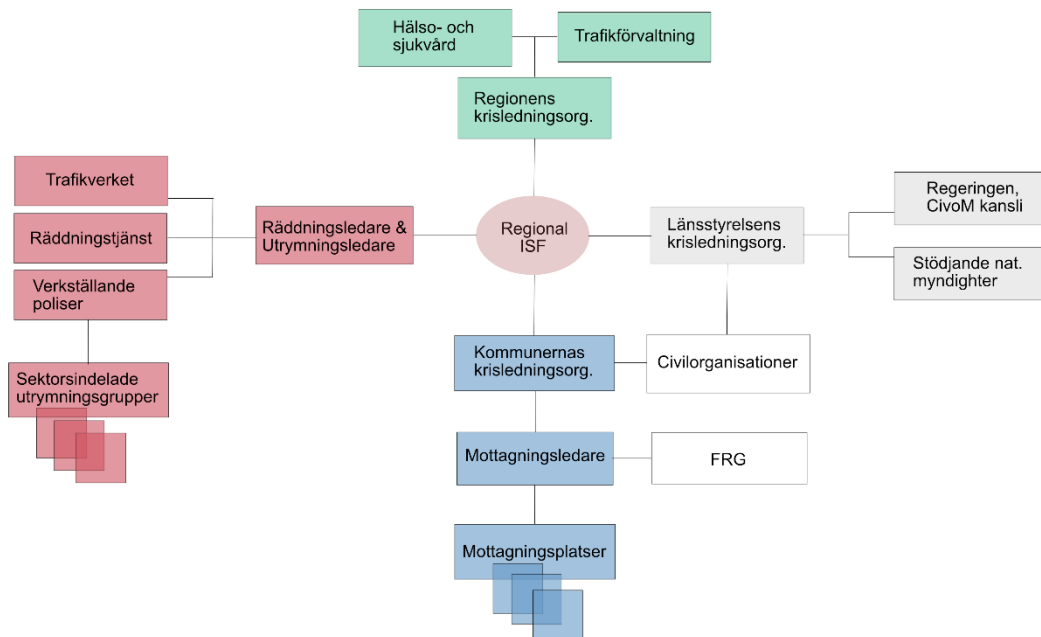 Hälso- och
sjukvård
Trafikförvaltning
Regionens
krisledningsorg.
Trafikverket
Räddningstjänst
Verkställande
poliser
Sektorsindelade
utrymningsgrupper
Räddningsledare &
Utrymningsledare
Regional
ISF
Länsstyrelsens
krisledningsorg.
Regeringen,
CivoM kansli
Stödjande nat.
myndighter
Kommunernas
krisledningsorg.
Civilorganisationer
Mottagningsledare
FRG
Mottagningsplatser